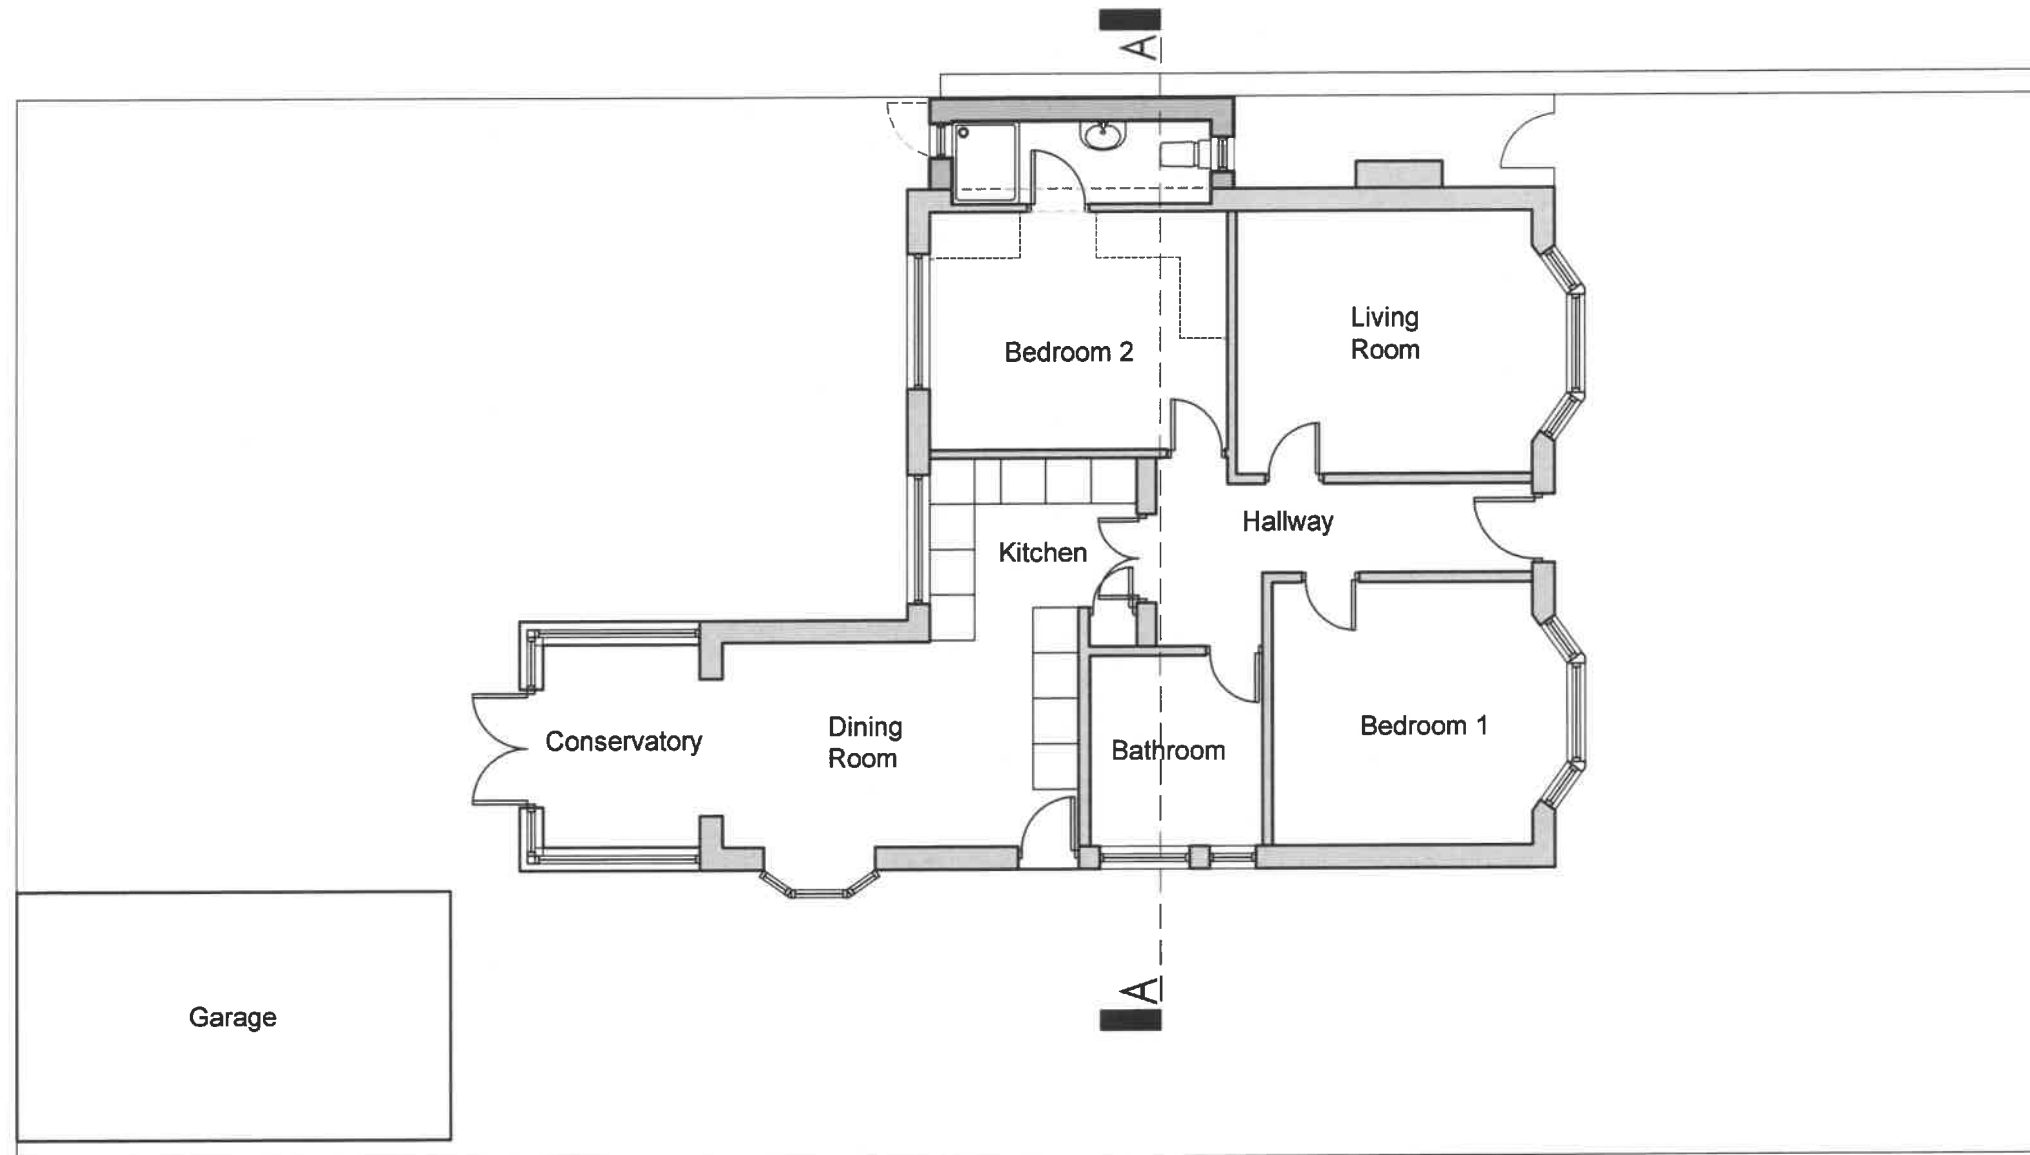 A
Living
Room
Bedroom 2
Hallway
Kitchen
Conservatory
Dining
Room
Bathroom
Bedroom 1
A
Garage